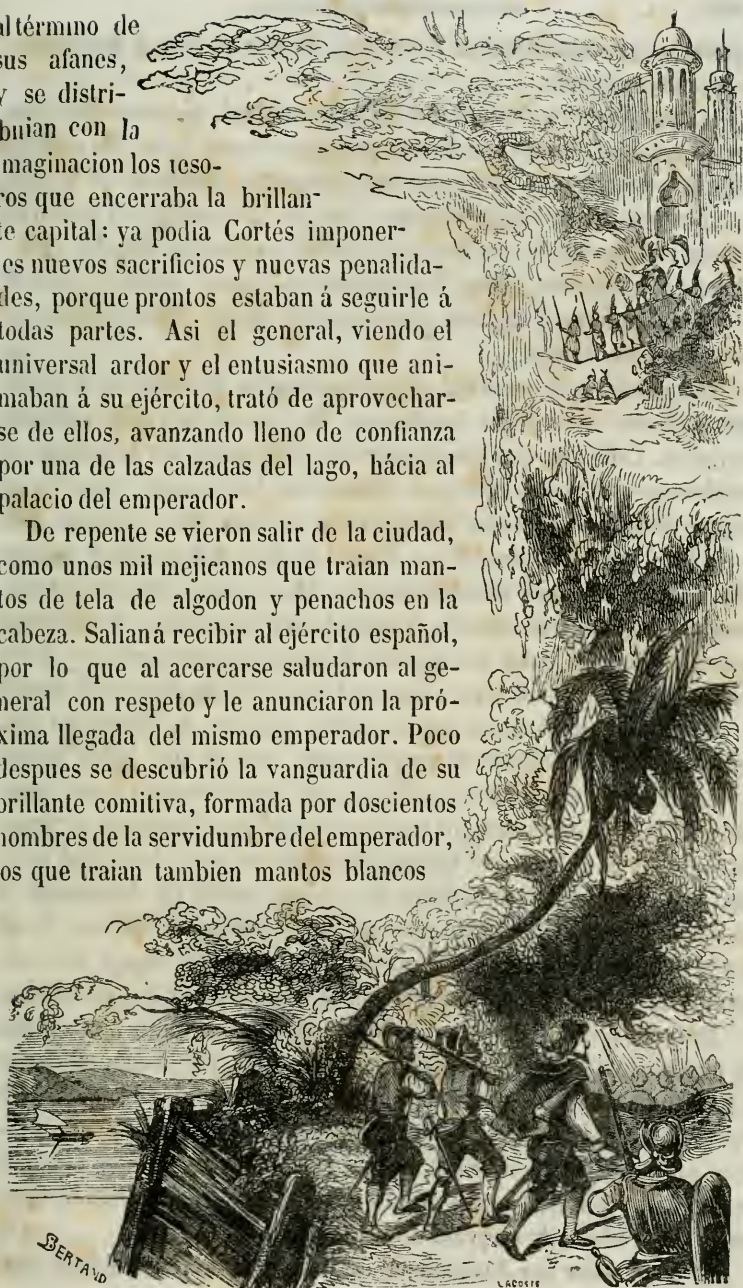 al término de
sus afanes,
y se distri-
buian con la
imaginacion los teso-
ros que encerraba la brillan-
te capital: ya podia Cortés imponer-
es nuevos sacrificios y nuevas penalida-
des, porque prontos estaban á seguirle á
todas partes. Asi el general, viendo el
universal ardor y el entusiasmo que ani-
maban á su ejército, trató de aprovechar-
se de ellos, avanzando lleno de confianza
por una de las calzadas del lago, hácia al
palacio del emperador.
De repente se vieron salir de la ciudad,
como unos mil mejicanos que traian man-
tos de tela de algodon y penachos en la
cabeza. Salian á recibir al ejército español,
por lo que al acercarse saludaron al ge-
neral con respeto y le anunciaron la pró-
xima llegada del mismo emperador. Poco
despues se descubrió la vanguardia de su
brillante comitiva, formada por doscientos
hombres de la servidumbre del emperador,
os que traian tambien mantos blancos
BERTAND
LACOSTE